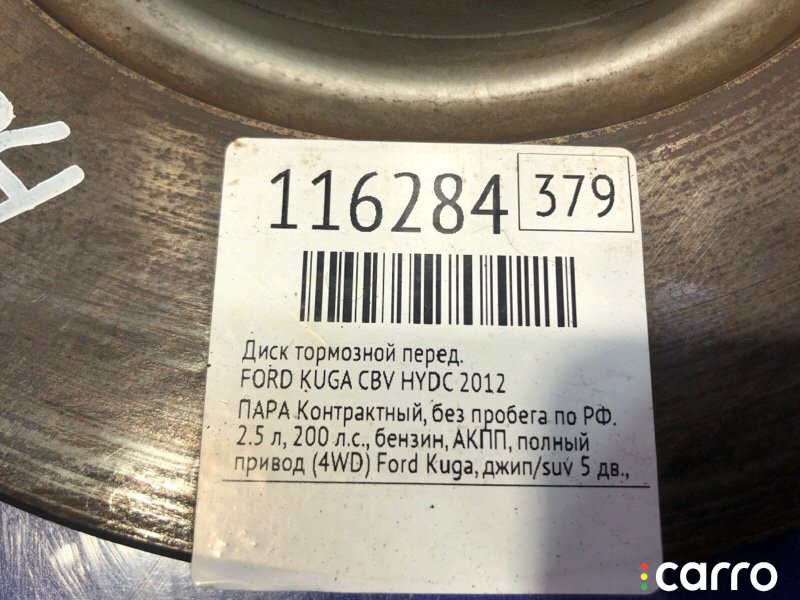 116284 379
Диск тормозной перед.
FORD KUGA CBV HYDC 2012
ПАРА Контрактный, без пробега по РФ.
2.5 л, 200 л.с., бензин, АКПП, полный
привод (4WD) Ford Kuga, джип/suv 5 дв.,
carro